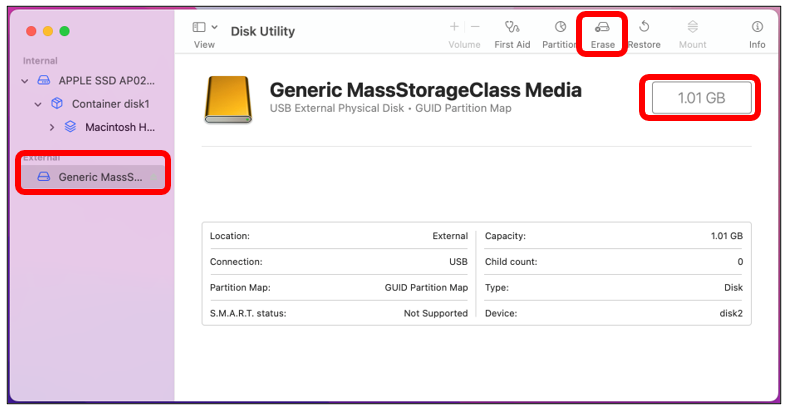 Disk Utility
View
Volume
First Aid
Partition
Erase
Restore
Mount
Info
Internal
APPLE SSD AP02...
Container disk1
Macintosh H...
External
Generic MassS...
Generic MassStorageClass Media
USB External Physical Disk • GUID Partition Map
1.01 GB
Location: External
Capacity: 1.01 GB
Connection: USB
Child count: 0
Partition Map: GUID Partition Map
Type: Disk
S.M.A.R.T. status: Not Supported
Device: disk2